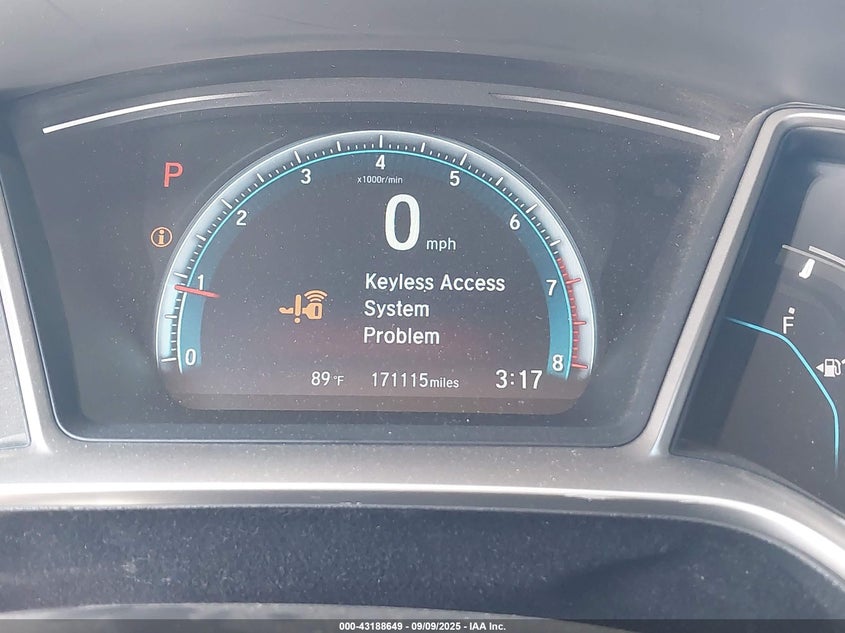 P
0 1 2 3 4 5 6 7 8
x1000r/min
0 mph
Keyless Access
System
Problem
89°F 171115miles 3:17
F
000-43188649 - 09/09/2025 - IAA Inc.